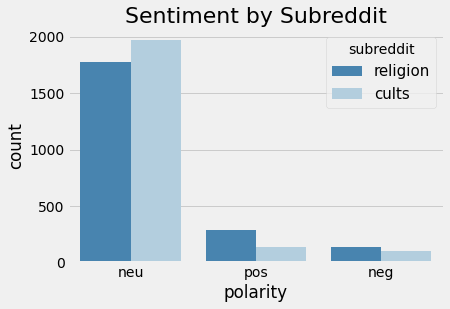 Sentiment by Subreddit
2000
1500
1000
500
0
count
subreddit
religion
cults
neu pos neg
polarity